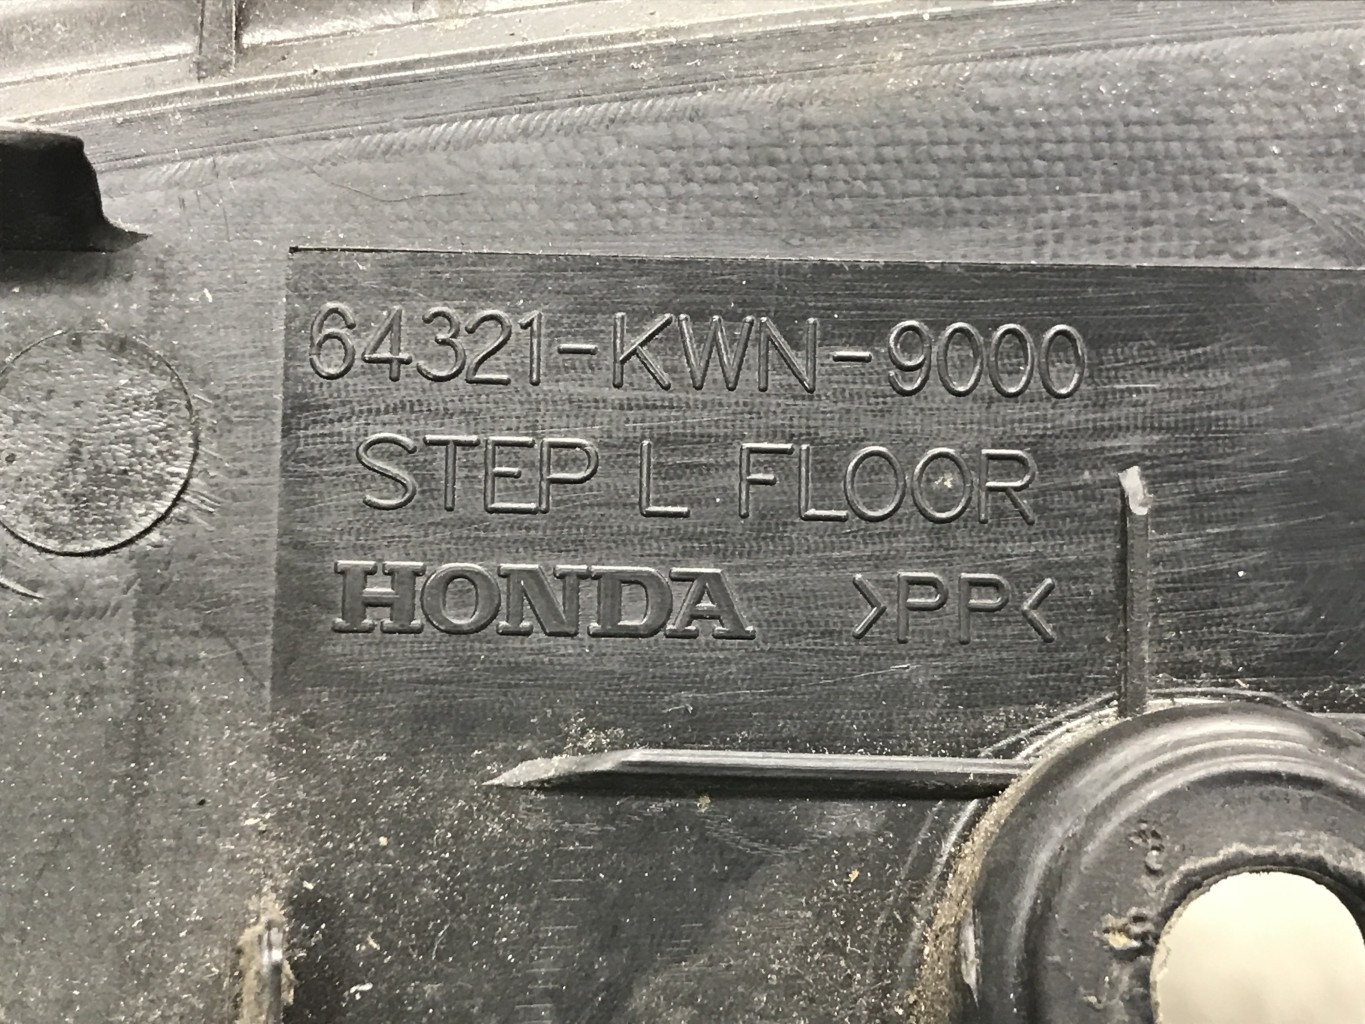 64321-KWN-9000
STEP L FLOOR
HONDA >PP<